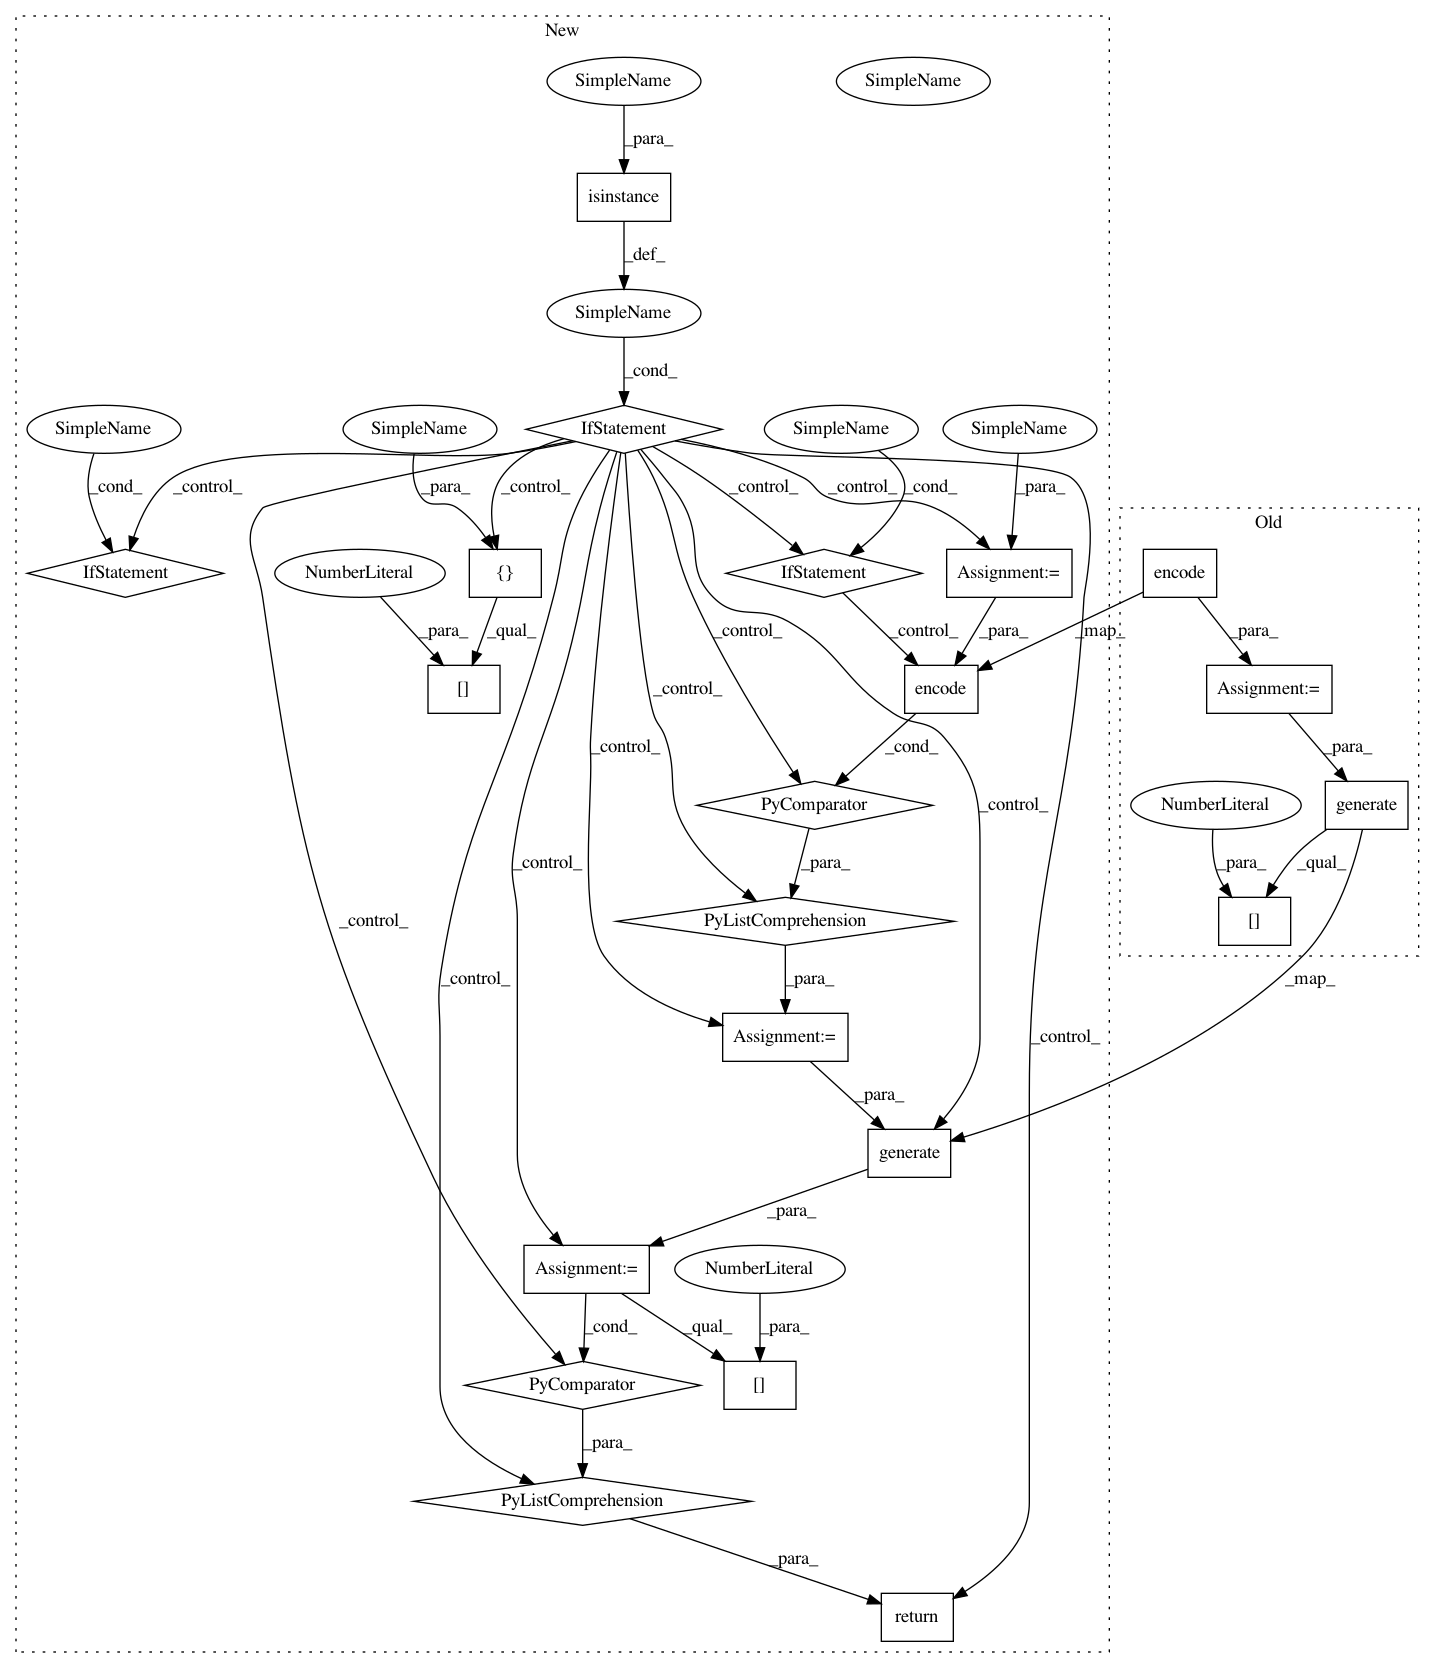 New
SimpleName
SimpleName
_para_
isinstance
_def_
SimpleName
_cond_
SimpleName
SimpleName
IfStatement
SimpleName
SimpleName
_cond_
_control_
_para_
_control_
_control_
_control_
_cond_
_para_
Old
IfStatement
NumberLiteral
{}
IfStatement
Assignment:=
encode
_para_
_qual_
_control_
_control_
_para_
_map_
_para_
[]
_control_
encode
Assignment:=
_control_
_cond_
_para_
PyComparator
_control_
NumberLiteral
generate
_control_
_para_
_para_
_qual_
_control_
PyListComprehension
[]
_control_
_para_
_map_
Assignment:=
_control_
_para_
generate
_para_
Assignment:=
NumberLiteral
_cond_
_qual_
_para_
PyComparator
[]
_para_
PyListComprehension
_para_
return